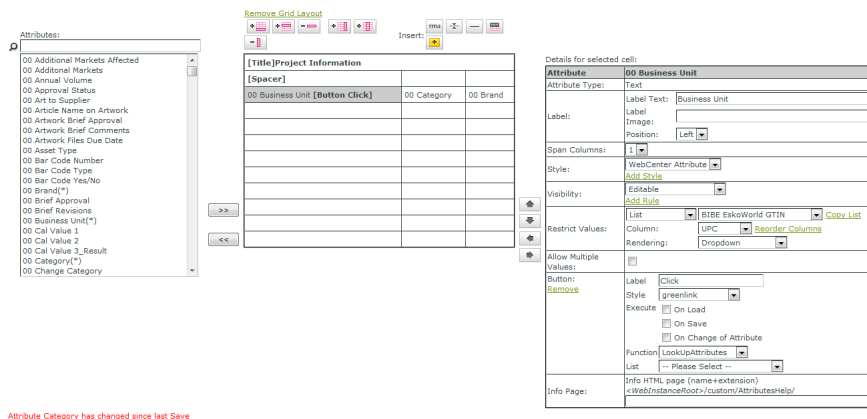 Remove Grid Layout
Insert:
TITLE
Attributes:
00 Additional Markets Affected
00 Additonal Markets
00 Annual Volume
00 Approval Status
00 Art to Supplier
00 Article Name on Artwork
00 Artwork Brief Approval
00 Artwork Brief Comments
00 Artwork Files Due Date
00 Asset Type
00 Bar Code Number
00 Bar Code Type
00 Bar Code Yes/No
00 Brand(*)
00 Brief Approval
00 Brief Revisions
00 Business Unit(*)
00 Cal Value 1
00 Cal Value 2
00 Cal Value 3_Result
00 Category(*)
00 Change Category
>>
<<
[Title]Project Information
[Spacer]
00 Business Unit [Button Click] 00 Category 00 Brand
Details for selected cell:
Attribute 00 Business Unit
Attribute Type: Text
Label: Label Text: Business Unit
Label Image:
Position: Left
Span Columns: 1
Style: WebCenter Attribute
Add Style
Visibility: Editable
Add Rule
Restrict Values: List BIBE EskoWorld GTIN Copy List
Column: UPC Reorder Columns
Rendering: Dropdown
Allow Multiple Values:
Button: Label Click
Remove
Style greenlink
Execute On Load
On Save
On Change of Attribute
Function LookUpAttributes
List -- Please Select --
Info Page: Info HTML page (name+extension)
<WebInstanceRoot>/custom/AttributesHelp/
Attribute Category has changed since last Save